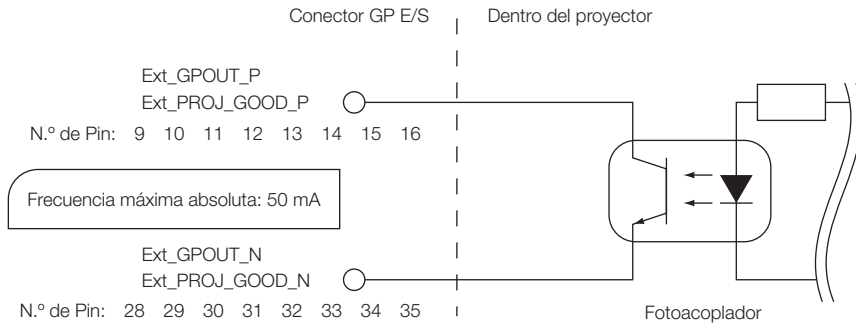 Conector GP E/S
Dentro del proyector
Ext_GPOUT_P
Ext_PROJ_GOOD_P
N.º de Pin: 9 10 11 12 13 14 15 16
Frecuencia máxima absoluta: 50 mA
Ext_GPOUT_N
Ext_PROJ_GOOD_N
N.º de Pin: 28 29 30 31 32 33 34 35
Fotoacoplador